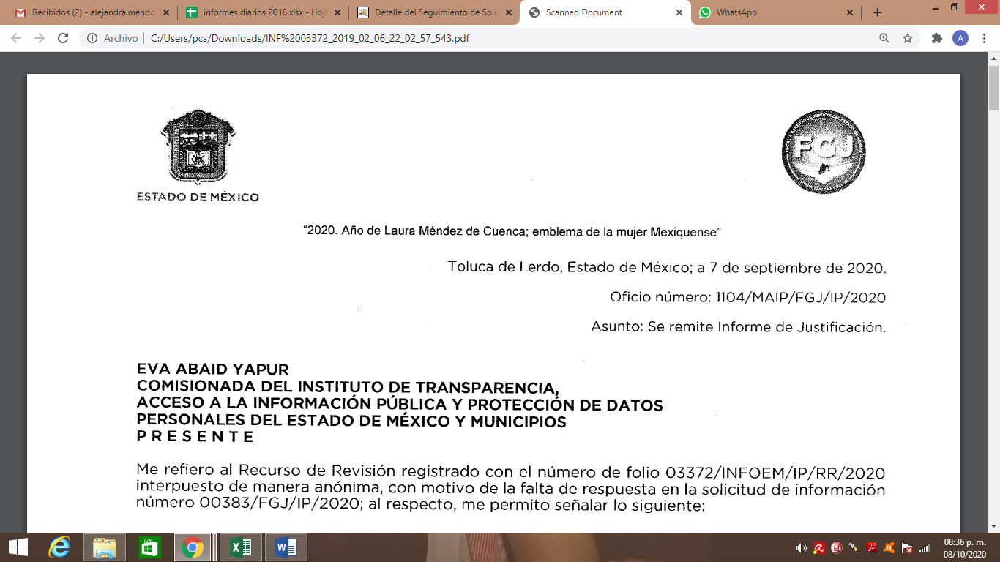 Recibidos (2) - alejandra.mendo
informes diarios 2018.xlsx - Hoja
Detalle del Seguimiento de Solic
Scanned Document
WhatsApp
Archivo
C:/Users/pcs/Downloads/INF%2003372_2019_02_06_22_02_57_543.pdf
A
FGJ
ESTADO DE MÉXICO
“2020. Año de Laura Méndez de Cuenca; emblema de la mujer Mexiquense”
Toluca de Lerdo, Estado de México; a 7 de septiembre de 2020.
Oficio número: 1104/MAIP/FGJ/IP/2020
Asunto: Se remite Informe de Justificación.
EVA ABAID YAPUR
COMISIONADA DEL INSTITUTO DE TRANSPARENCIA,
ACCESO A LA INFORMACIÓN PÚBLICA Y PROTECCIÓN DE DATOS
PERSONALES DEL ESTADO DE MÉXICO Y MUNICIPIOS
P R E S E N T E
Me refiero al Recurso de Revisión registrado con el número de folio 03372/INFOEM/IP/RR/2020
interpuesto de manera anónima, con motivo de la falta de respuesta en la solicitud de información
número 00383/FGJ/IP/2020; al respecto, me permito señalar lo siguiente:
08:36 p. m.
08/10/2020